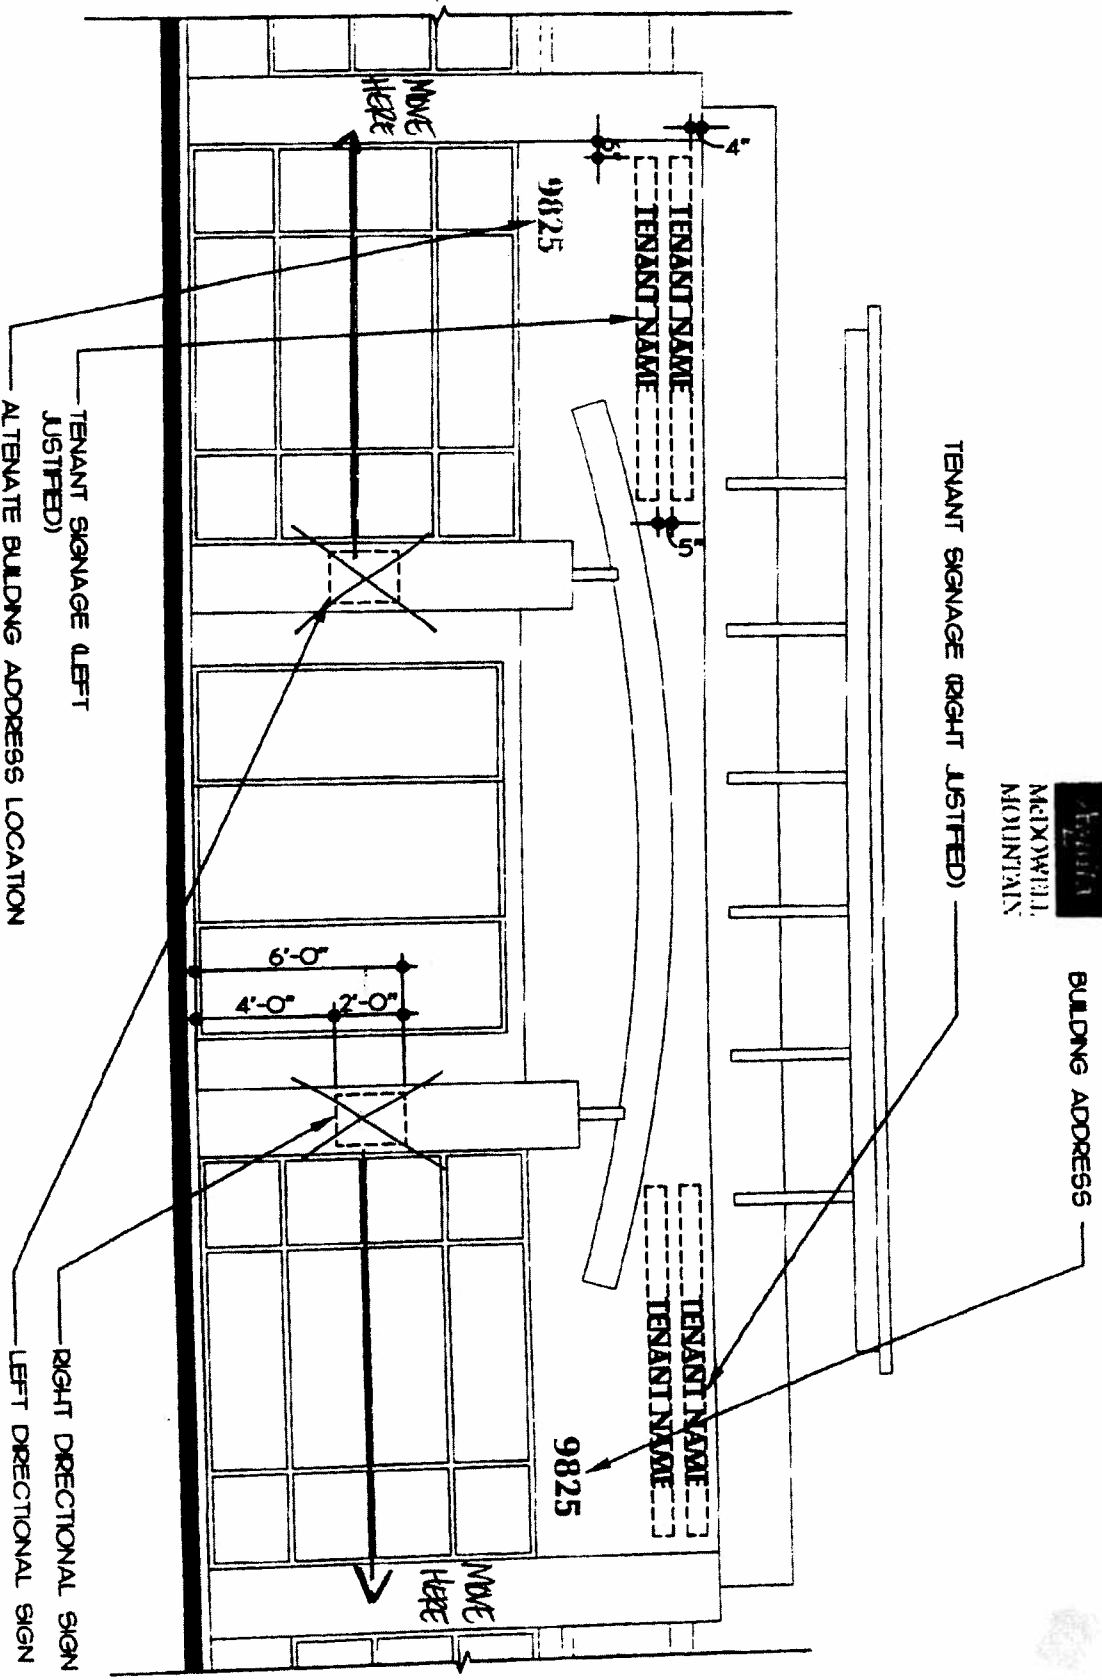 McDOWELL
MOUNTAIN
BUILDING ADDRESS
TENANT SIGNAGE (RIGHT JUSTIFIED)
4"
6"
TENANT NAME
TENANT NAME
5"
TENANT NAME
TENANT NAME
9825
9825
MOVE
HERE
MOVE
HERE
6'-0"
2'-0"
4'-0"
TENANT SIGNAGE (LEFT
JUSTIFIED)
ALTENATE BUILDING ADDRESS LOCATION
RIGHT DIRECTIONAL SIGN
LEFT DIRECTIONAL SIGN